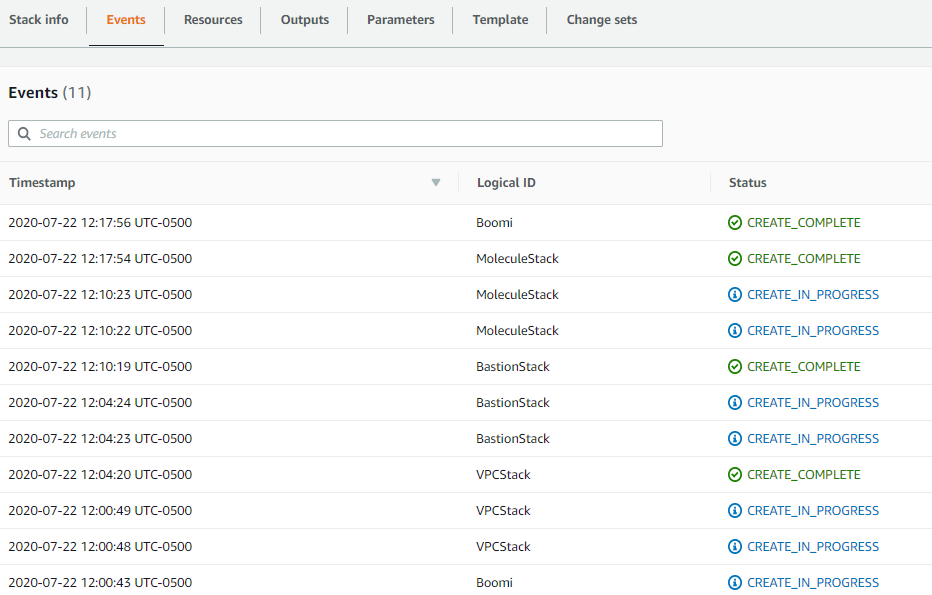 Stack info Events Resources Outputs Parameters Template Change sets
Events (11)
Search events
Timestamp Logical ID Status
2020-07-22 12:17:56 UTC-0500 Boomi CREATE_COMPLETE
2020-07-22 12:17:54 UTC-0500 MoleculeStack CREATE_COMPLETE
2020-07-22 12:10:23 UTC-0500 MoleculeStack CREATE_IN_PROGRESS
2020-07-22 12:10:22 UTC-0500 MoleculeStack CREATE_IN_PROGRESS
2020-07-22 12:10:19 UTC-0500 BastionStack CREATE_COMPLETE
2020-07-22 12:04:24 UTC-0500 BastionStack CREATE_IN_PROGRESS
2020-07-22 12:04:23 UTC-0500 BastionStack CREATE_IN_PROGRESS
2020-07-22 12:04:20 UTC-0500 VPCStack CREATE_COMPLETE
2020-07-22 12:00:49 UTC-0500 VPCStack CREATE_IN_PROGRESS
2020-07-22 12:00:48 UTC-0500 VPCStack CREATE_IN_PROGRESS
2020-07-22 12:00:43 UTC-0500 Boomi CREATE_IN_PROGRESS